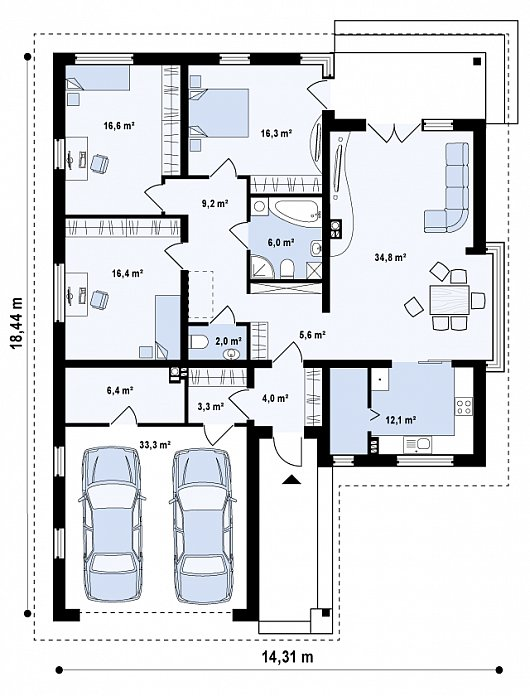 16,6 m²
16,3 m²
9,2 m²
6,0 m²
34,8 m²
16,4 m²
18,44 m
2,0 m²
5,6 m²
6,4 m²
3,3 m²
4,0 m²
12,1 m²
33,3 m²
14,31 m